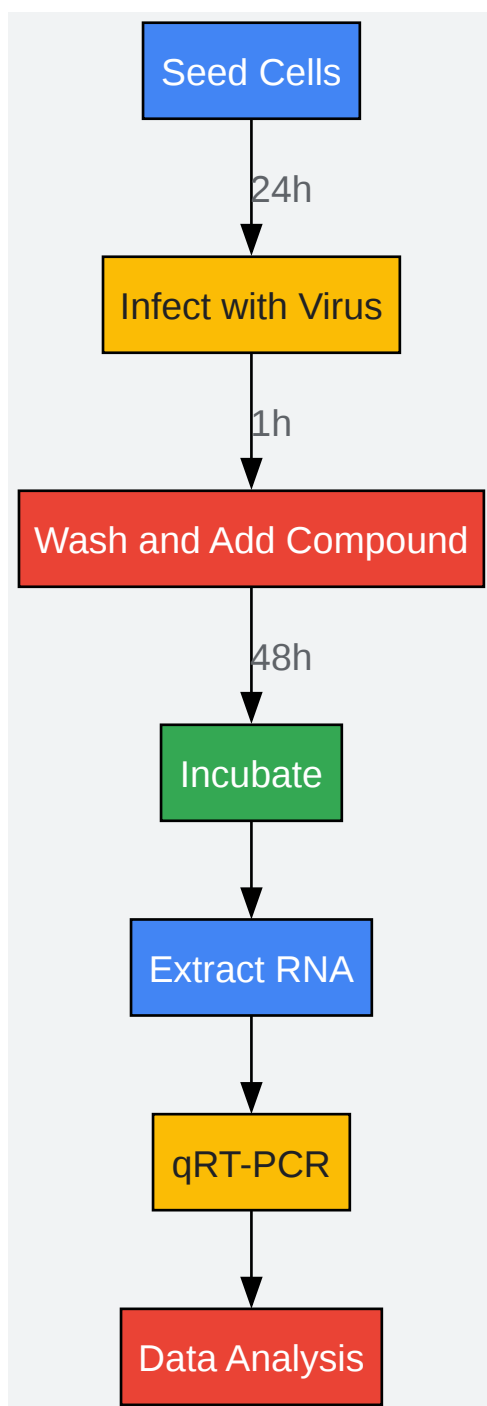 Seed Cells
24h
Infect with Virus
1h
Wash and Add Compound
48h
Incubate
Extract RNA
qRT-PCR
Data Analysis